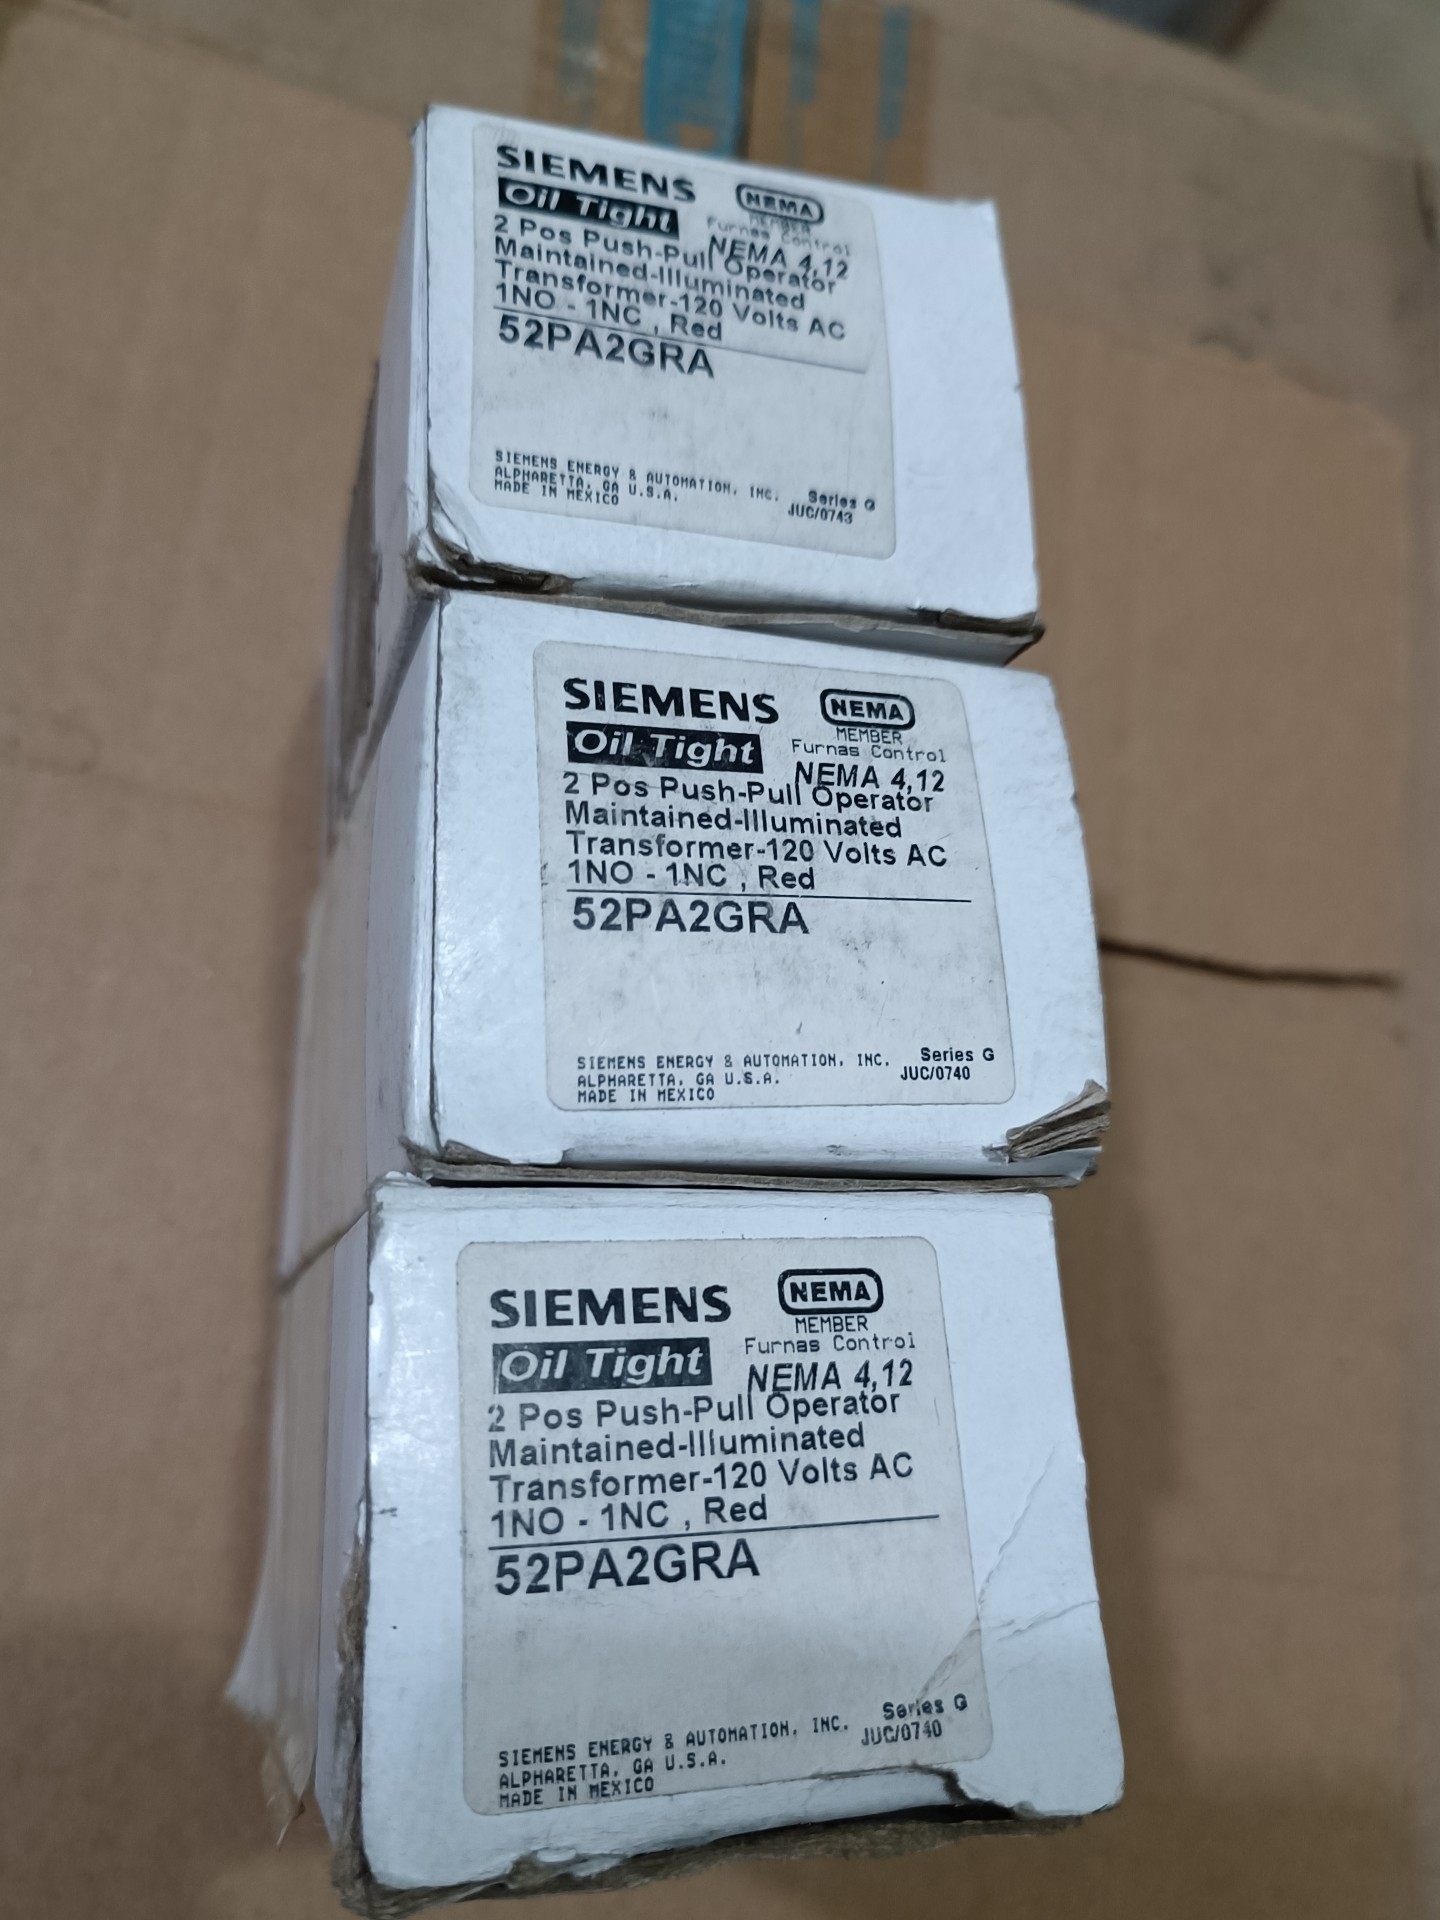 SIEMENS
NEMA
Oil Tight
MEMBER
Furnas Control
NEMA 4,12
2 Pos Push-Pull Operator
Maintained-Illuminated
Transformer-120 Volts AC
1NO - 1NC , Red
52PA2GRA
SIEMENS ENERGY & AUTOMATION, INC.
ALPHARETTA, GA U.S.A.
MADE IN MEXICO
Series G
JUC/0743
SIEMENS
NEMA
Oil Tight
MEMBER
Furnas Control
NEMA 4,12
2 Pos Push-Pull Operator
Maintained-Illuminated
Transformer-120 Volts AC
1NO - 1NC , Red
52PA2GRA
SIEMENS ENERGY & AUTOMATION, INC.
ALPHARETTA, GA U.S.A.
MADE IN MEXICO
Series G
JUC/0740
SIEMENS
NEMA
Oil Tight
MEMBER
Furnas Control
NEMA 4,12
2 Pos Push-Pull Operator
Maintained-Illuminated
Transformer-120 Volts AC
1NO - 1NC , Red
52PA2GRA
SIEMENS ENERGY & AUTOMATION, INC.
ALPHARETTA, GA U.S.A.
MADE IN MEXICO
Series G
JUC/0740